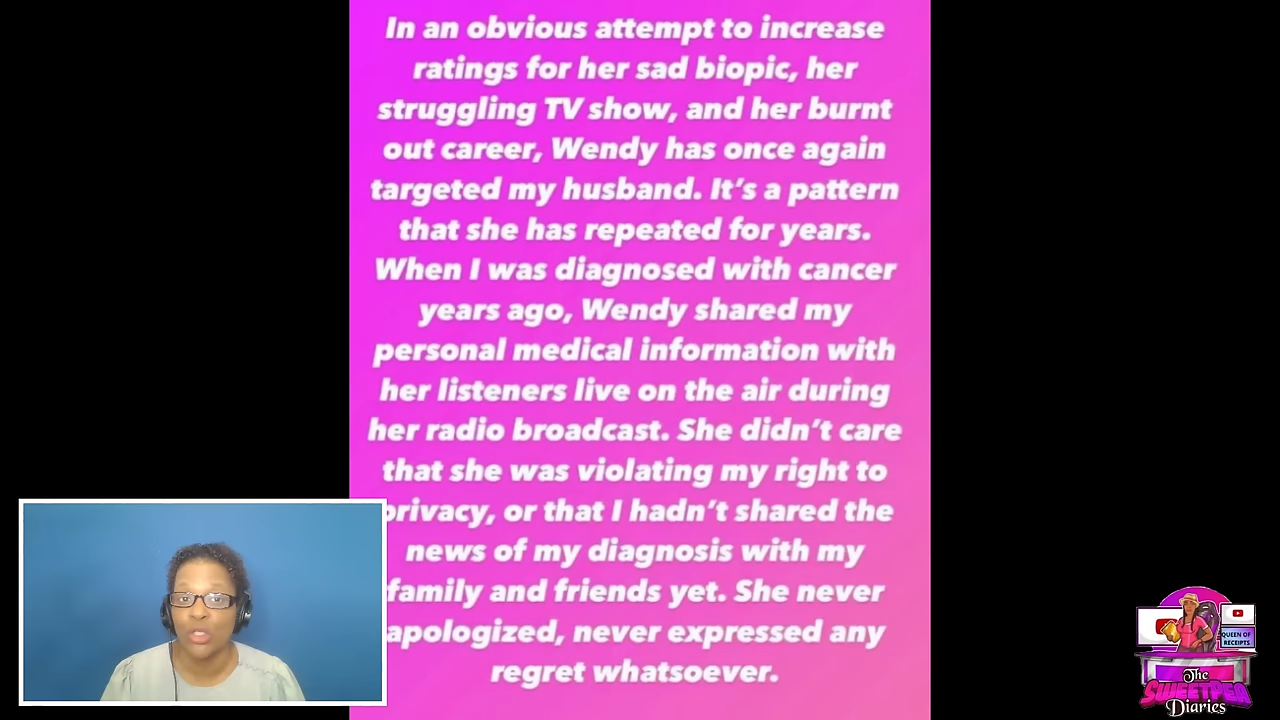 In an obvious attempt to increase
ratings for her sad biopic, her
struggling TV show, and her burnt
out career, Wendy has once again
targeted my husband. It's a pattern
that she has repeated for years.
When I was diagnosed with cancer
years ago, Wendy shared my
personal medical information with
her listeners live on the air during
her radio broadcast. She didn't care
that she was violating my right to
privacy, or that I hadn't shared the
news of my diagnosis with my
family and friends yet. She never
apologized, never expressed any
regret whatsoever.
QUEEN OF
RECEIPTS
The
SWEETPEA
Diaries